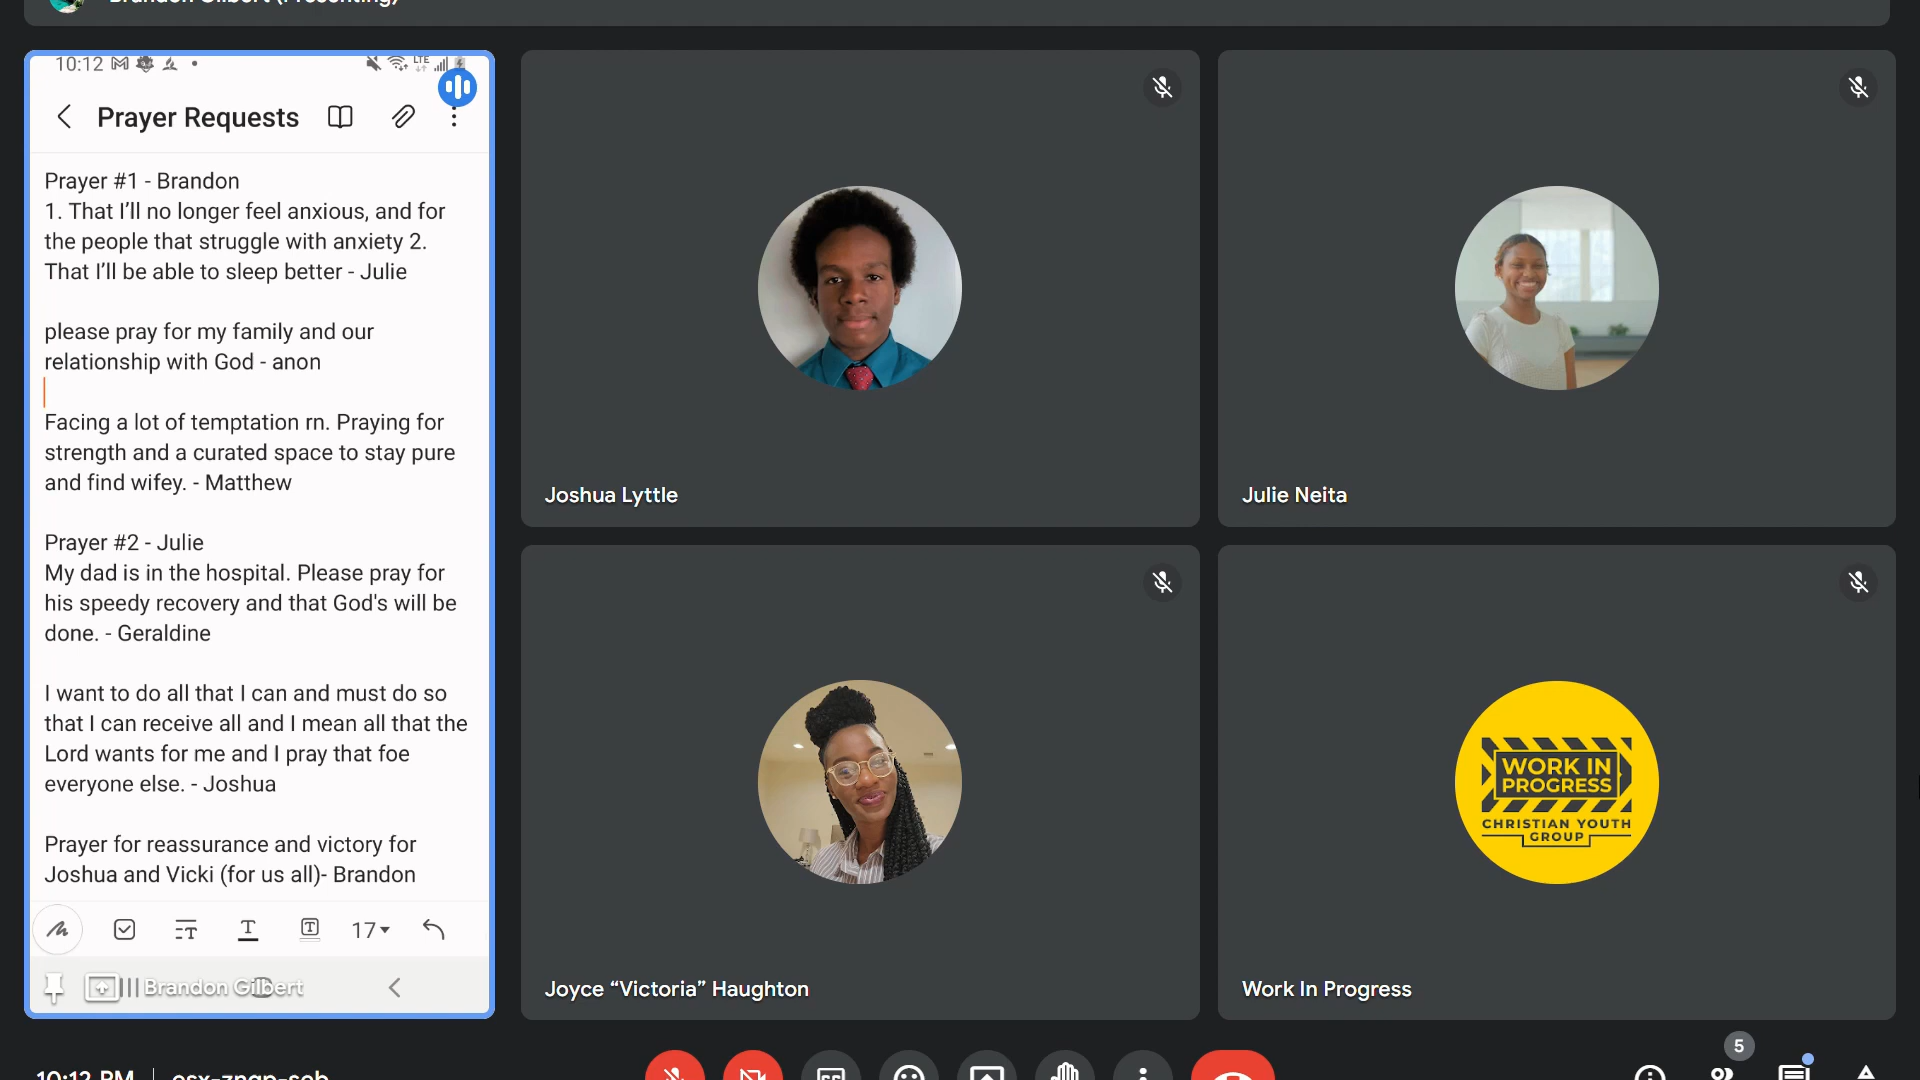 Brandon Gilbert (Presenting)
10:12
LTE
Prayer Requests
Prayer #1 - Brandon
1. That I’ll no longer feel anxious, and for
the people that struggle with anxiety 2.
That I’ll be able to sleep better - Julie
please pray for my family and our
relationship with God - anon
Facing a lot of temptation rn. Praying for
strength and a curated space to stay pure
and find wifey. - Matthew
Prayer #2 - Julie
My dad is in the hospital. Please pray for
his speedy recovery and that God's will be
done. - Geraldine
I want to do all that I can and must do so
that I can receive all and I mean all that the
Lord wants for me and I pray that foe
everyone else. - Joshua
Prayer for reassurance and victory for
Joshua and Vicki (for us all)- Brandon
17
Brandon Gilbert
Joshua Lyttle
Julie Neita
Joyce “Victoria” Haughton
WORK IN
PROGRESS
CHRISTIAN YOUTH
GROUP
Work In Progress
5
10:12 PM